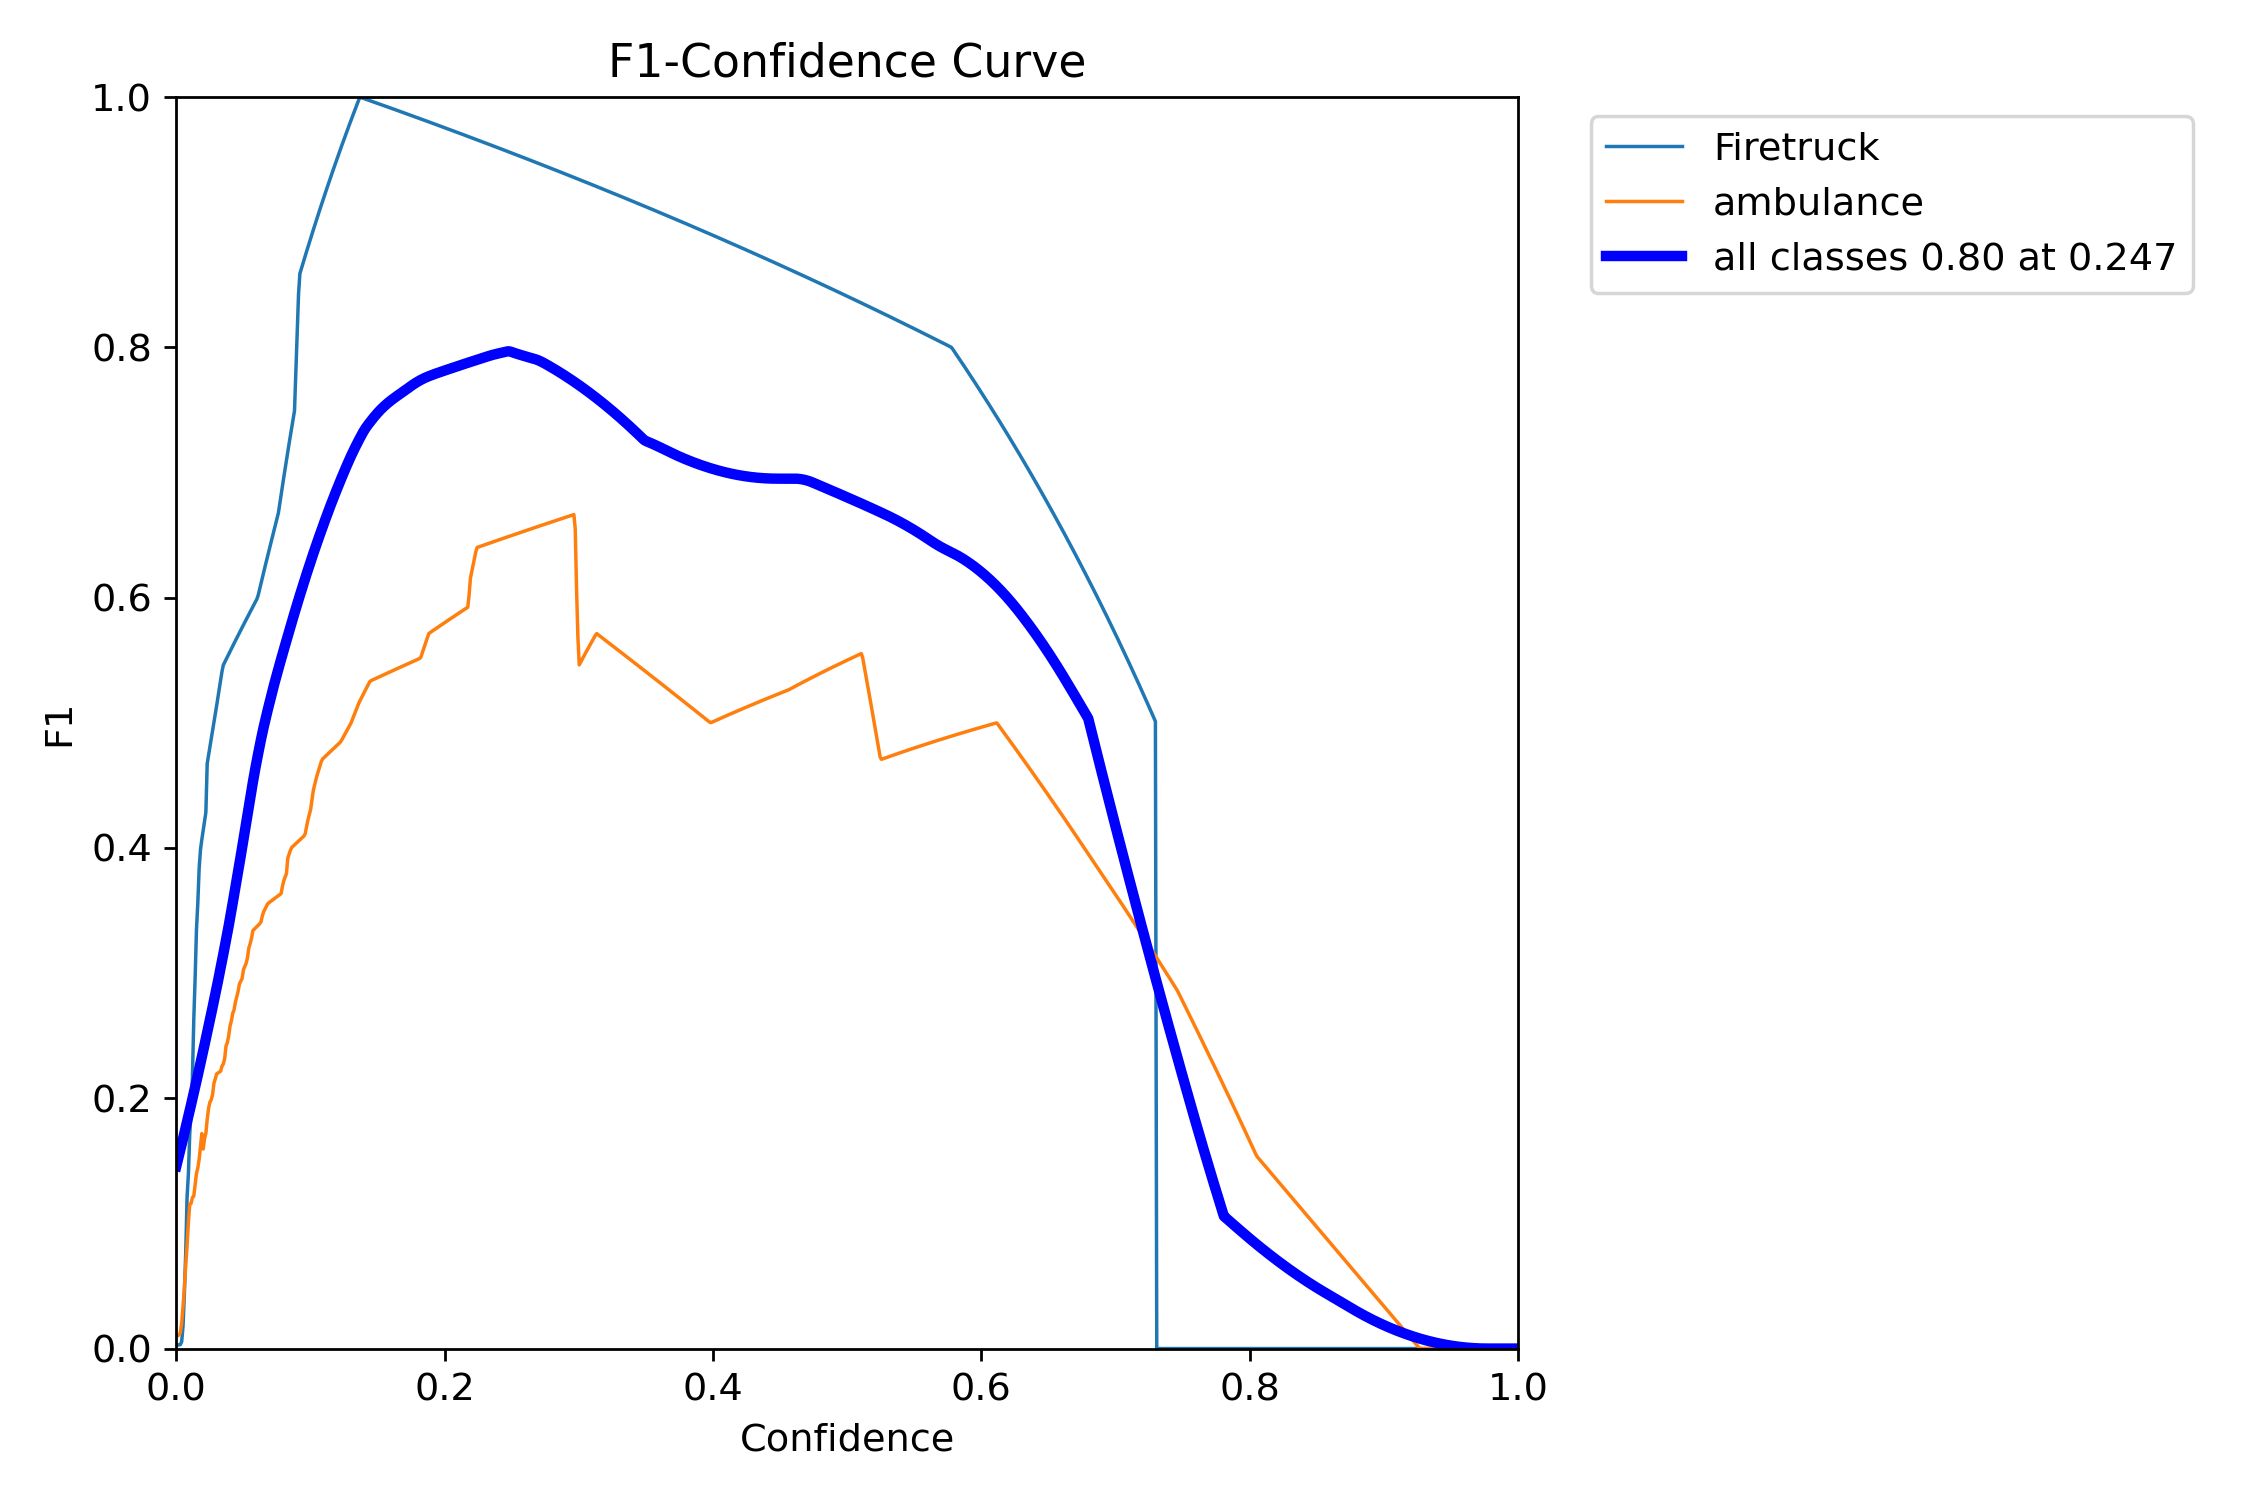 F1-Confidence Curve
1.0
0.8
0.6
0.4
0.2
0.0
F1
0.0 0.2 0.4 0.6 0.8 1.0
Confidence
Firetruck
ambulance
all classes 0.80 at 0.247